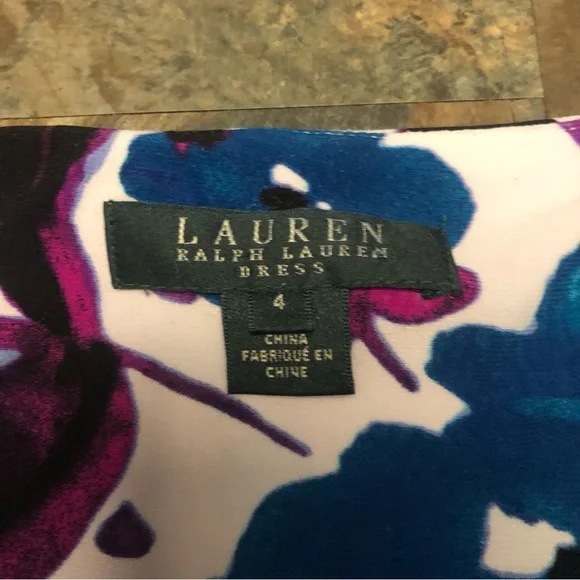 LAUREN
RALPH LAUREN
DRESS
4
CHINA
FABRIQUÉ EN
CHINE